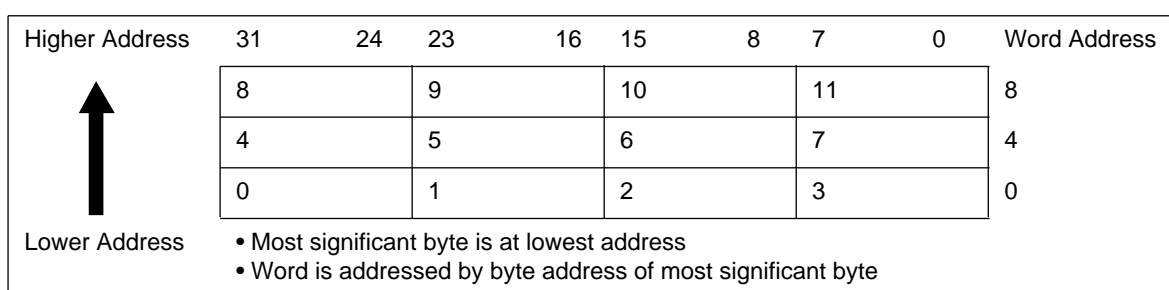 Higher Address 31 24 23 16 15 8 7 0 Word Address
8 9 10 11 8
4 5 6 7 4
0 1 2 3 0
Lower Address • Most significant byte is at lowest address
• Word is addressed by byte address of most significant byte